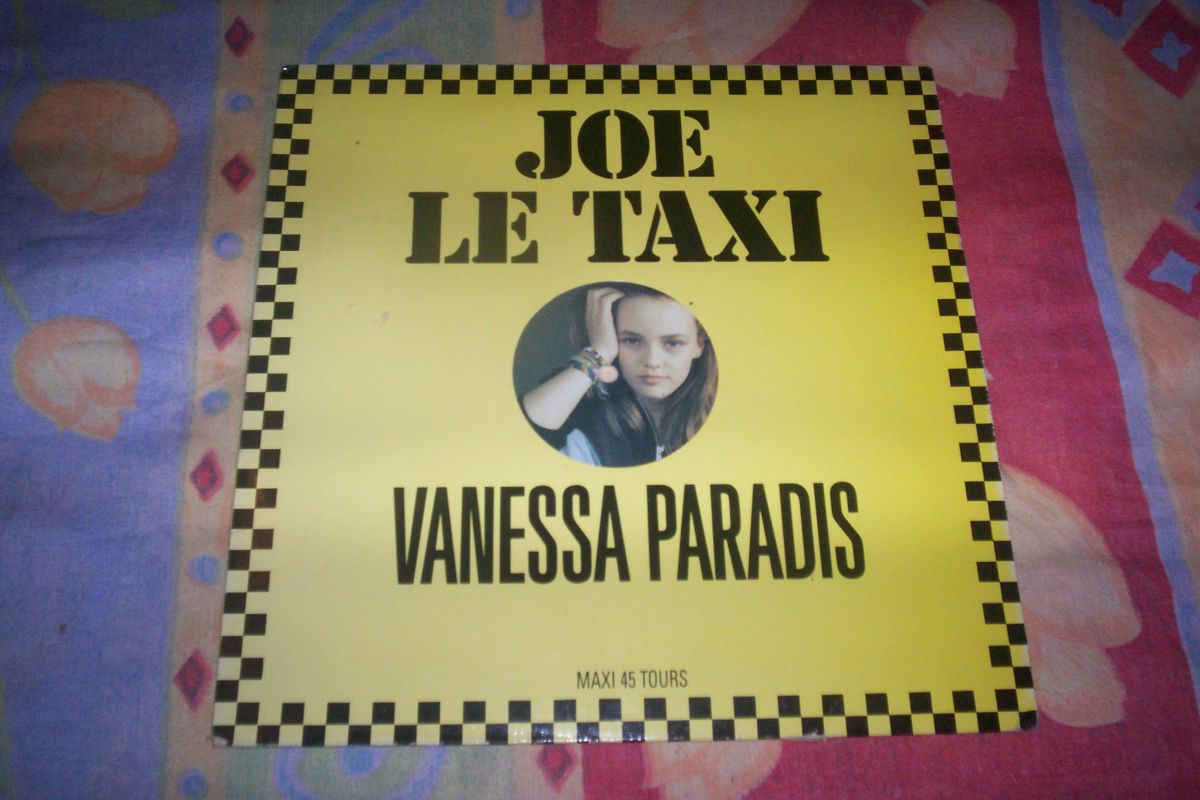 JOE
LE TAXI
VANESSA PARADIS
MAXI 45 TOURS